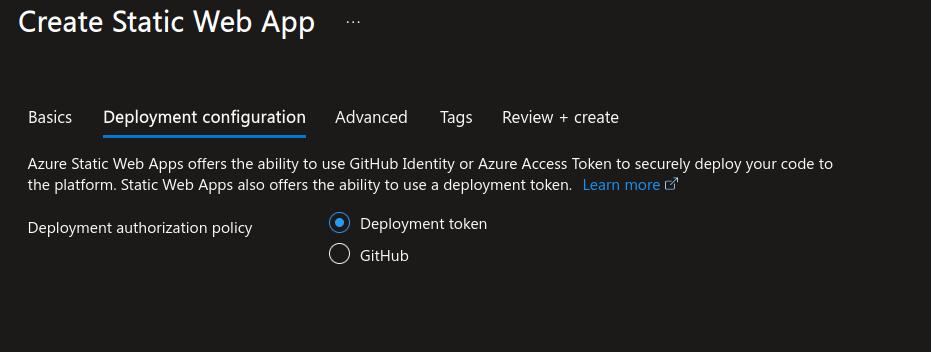 Create Static Web App ...
Basics Deployment configuration Advanced Tags Review + create
Azure Static Web Apps offers the ability to use GitHub Identity or Azure Access Token to securely deploy your code to
the platform. Static Web Apps also offers the ability to use a deployment token. Learn more
Deployment authorization policy Deployment token
GitHub